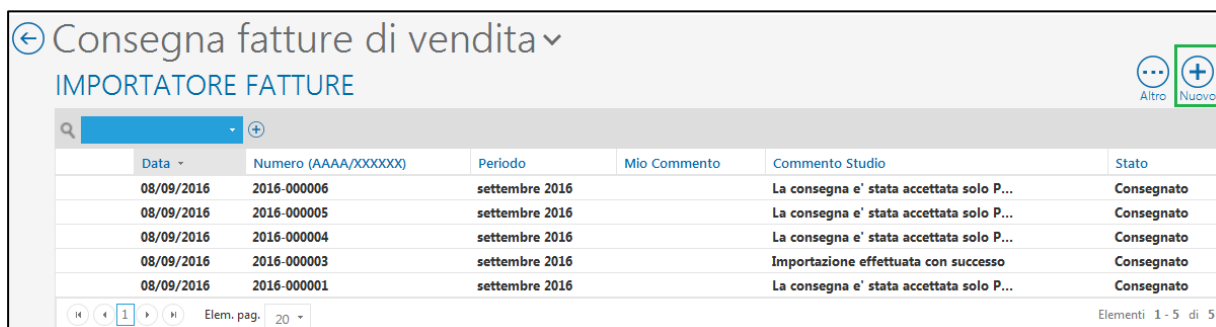 Consegna fatture di vendita
IMPORTATORE FATTURE
Altro Nuovo
Data Numero (AAAA/XXXXXX) Periodo Mio Commento Commento Studio Stato
08/09/2016 2016-000006 settembre 2016 La consegna e' stata accettata solo P... Consegnato
08/09/2016 2016-000005 settembre 2016 La consegna e' stata accettata solo P... Consegnato
08/09/2016 2016-000004 settembre 2016 La consegna e' stata accettata solo P... Consegnato
08/09/2016 2016-000003 settembre 2016 Importazione effettuata con successo Consegnato
08/09/2016 2016-000001 settembre 2016 La consegna e' stata accettata solo P... Consegnato
1 Elem. pag. 20 Elementi 1 - 5 di 5